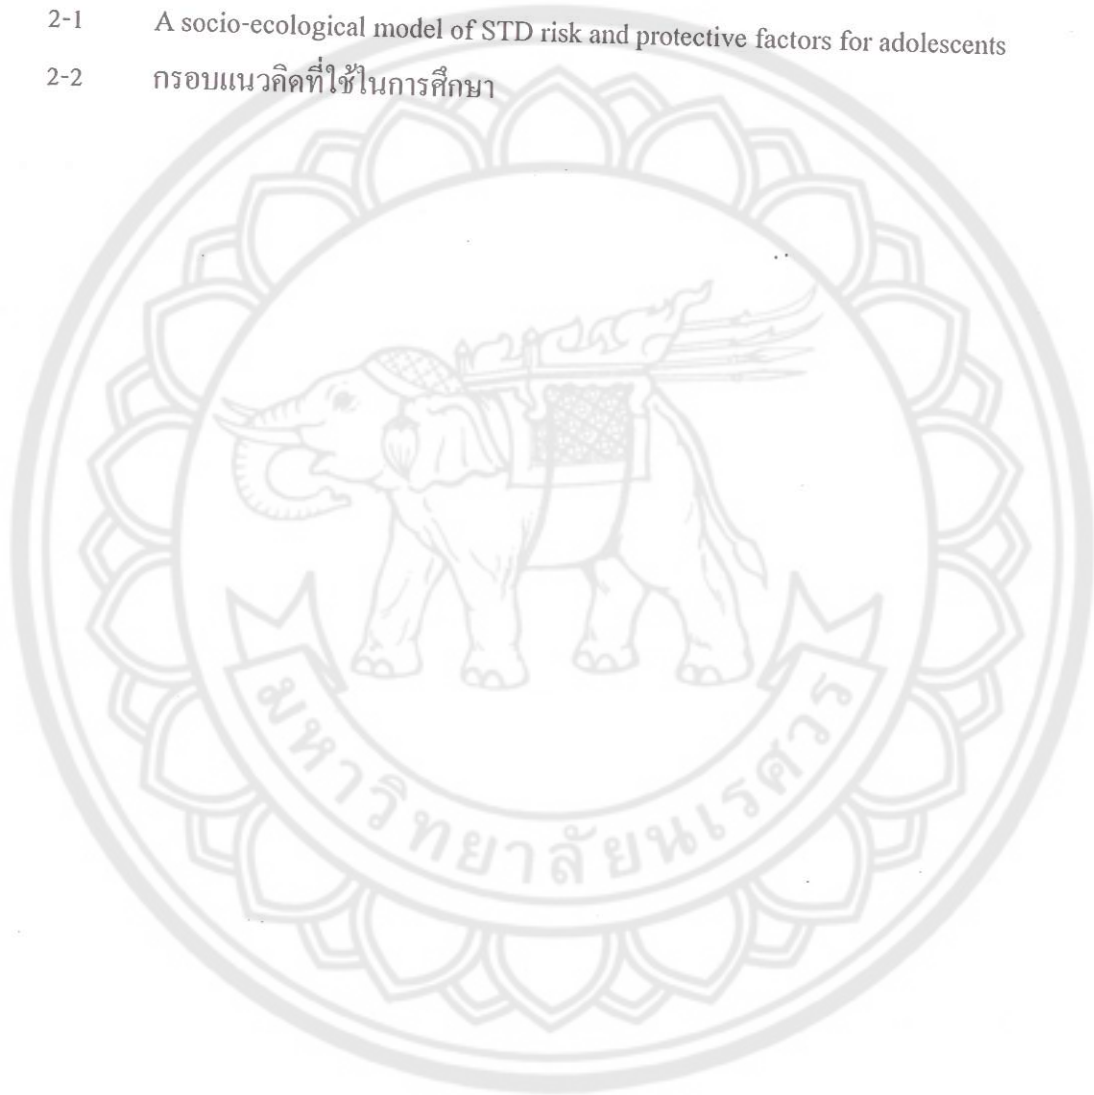 2-1 A socio-ecological model of STD risk and protective factors for adolescents
2-2 กรอบแนวคิดที่ใช้ในการศึกษา
มหาวิทยาลัยนเรศวร